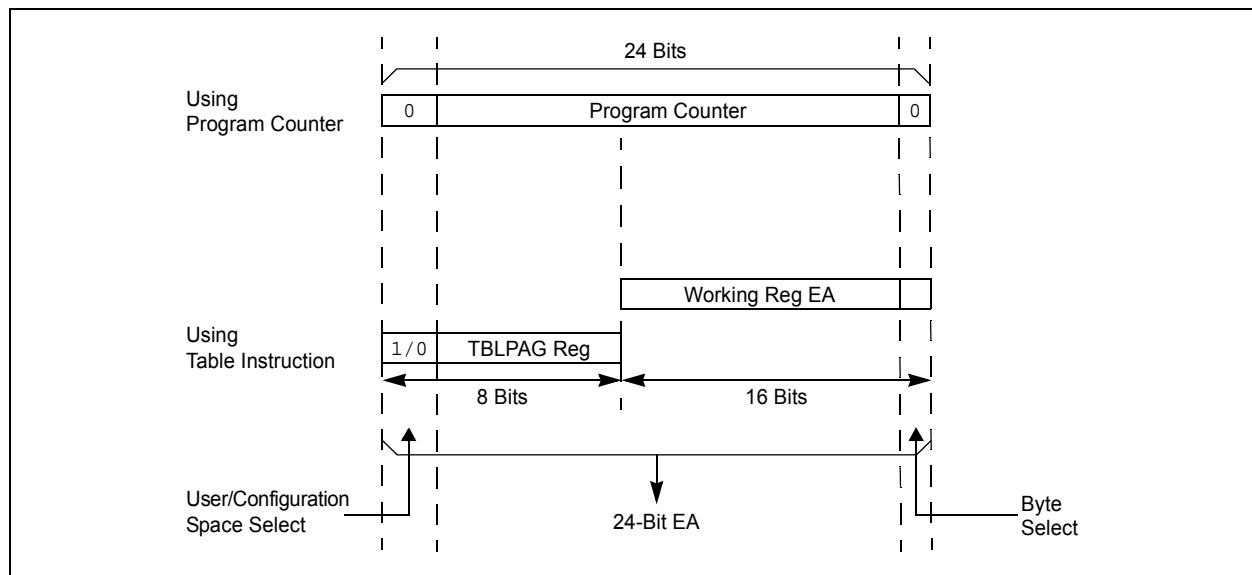 24 Bits
Using
Program Counter
0
Program Counter
0
Working Reg EA
Using
Table Instruction
1/0
TBLPAG Reg
8 Bits
16 Bits
User/Configuration
Space Select
24-Bit EA
Byte
Select